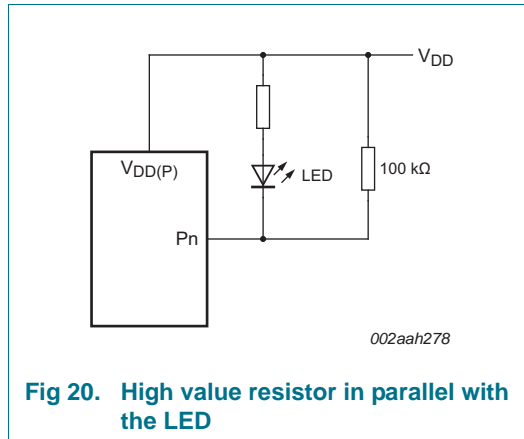 VDD
VDD(P)
LED
100 kΩ
Pn
002aah278
Fig 20. High value resistor in parallel with
the LED